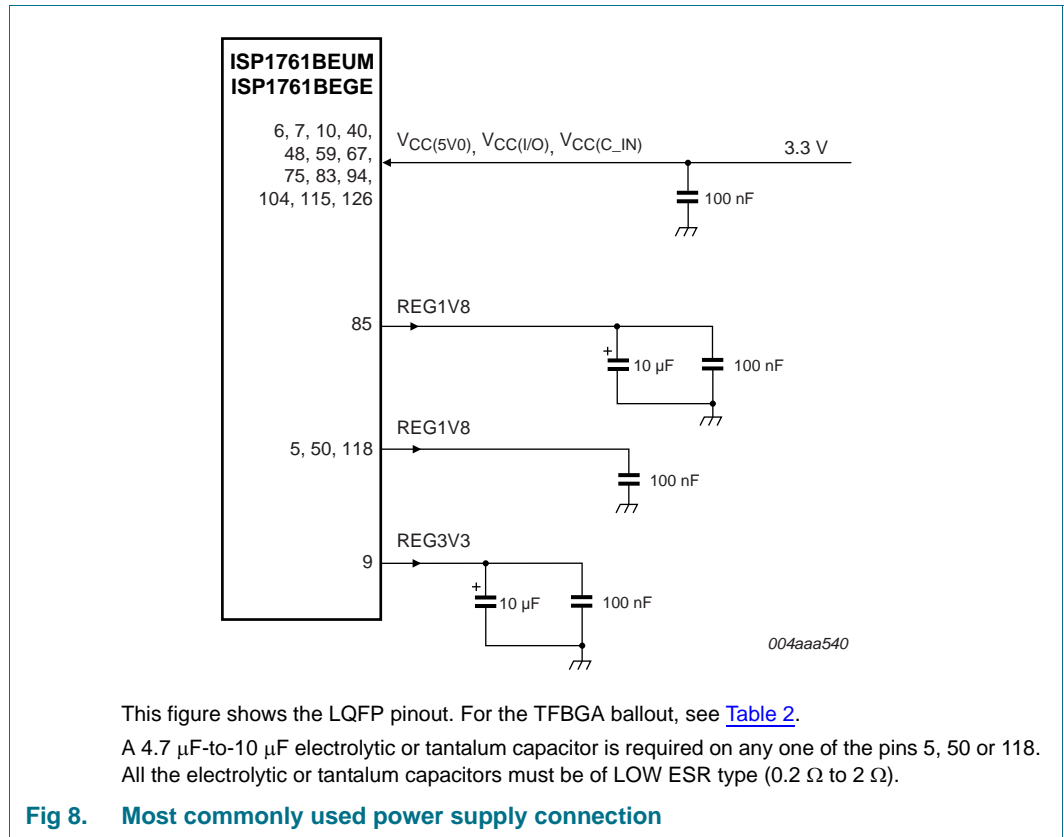 ISP1761BEUM
ISP1761BEGE
6, 7, 10, 40,
48, 59, 67,
75, 83, 94,
104, 115, 126
VCC(5V0), VCC(I/O), VCC(C_IN)
3.3 V
100 nF
85
REG1V8
+
10 µF
100 nF
5, 50, 118
REG1V8
100 nF
9
REG3V3
+
10 µF
100 nF
004aaa540
This figure shows the LQFP pinout. For the TFBGA ballout, see Table 2.
A 4.7 µF-to-10 µF electrolytic or tantalum capacitor is required on any one of the pins 5, 50 or 118.
All the electrolytic or tantalum capacitors must be of LOW ESR type (0.2 Ω to 2 Ω).
Fig 8. Most commonly used power supply connection